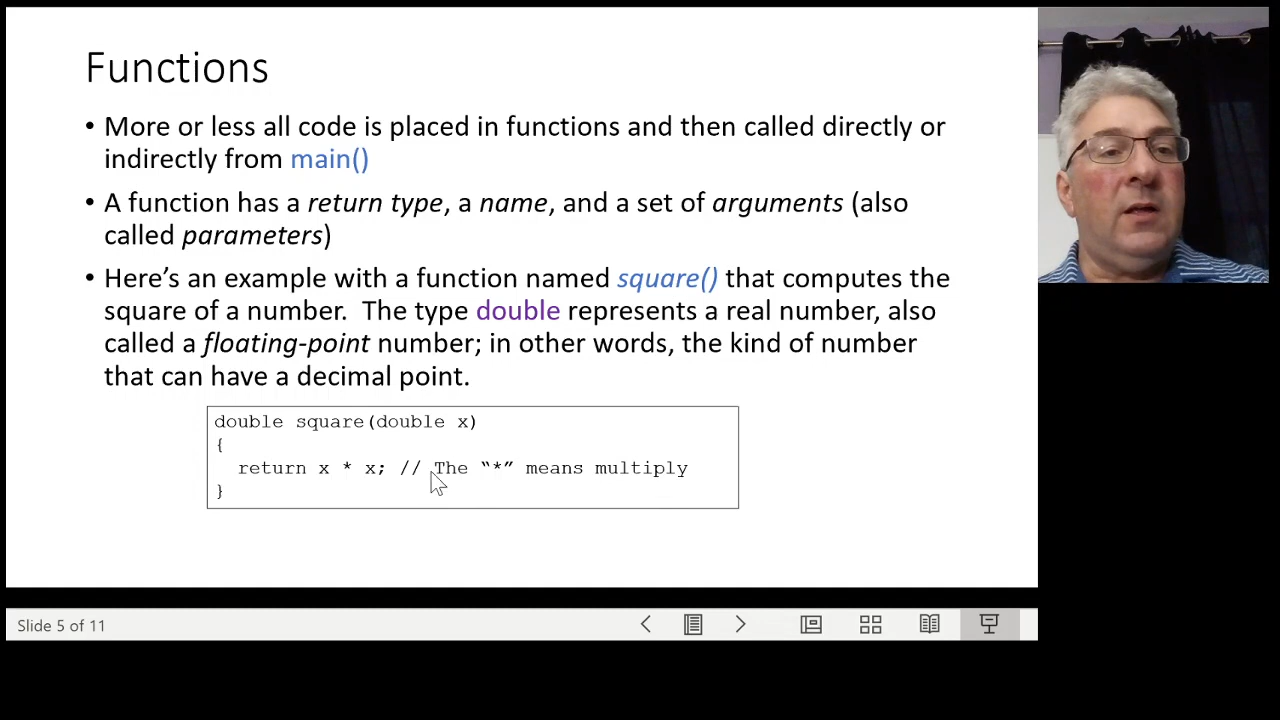 Functions
• More or less all code is placed in functions and then called directly or
indirectly from main()
• A function has a return type, a name, and a set of arguments (also
called parameters)
• Here’s an example with a function named square() that computes the
square of a number.  The type double represents a real number, also
called a floating-point number; in other words, the kind of number
that can have a decimal point.
double square(double x)
{
  return x * x; // The “*” means multiply
}
Slide 5 of 11